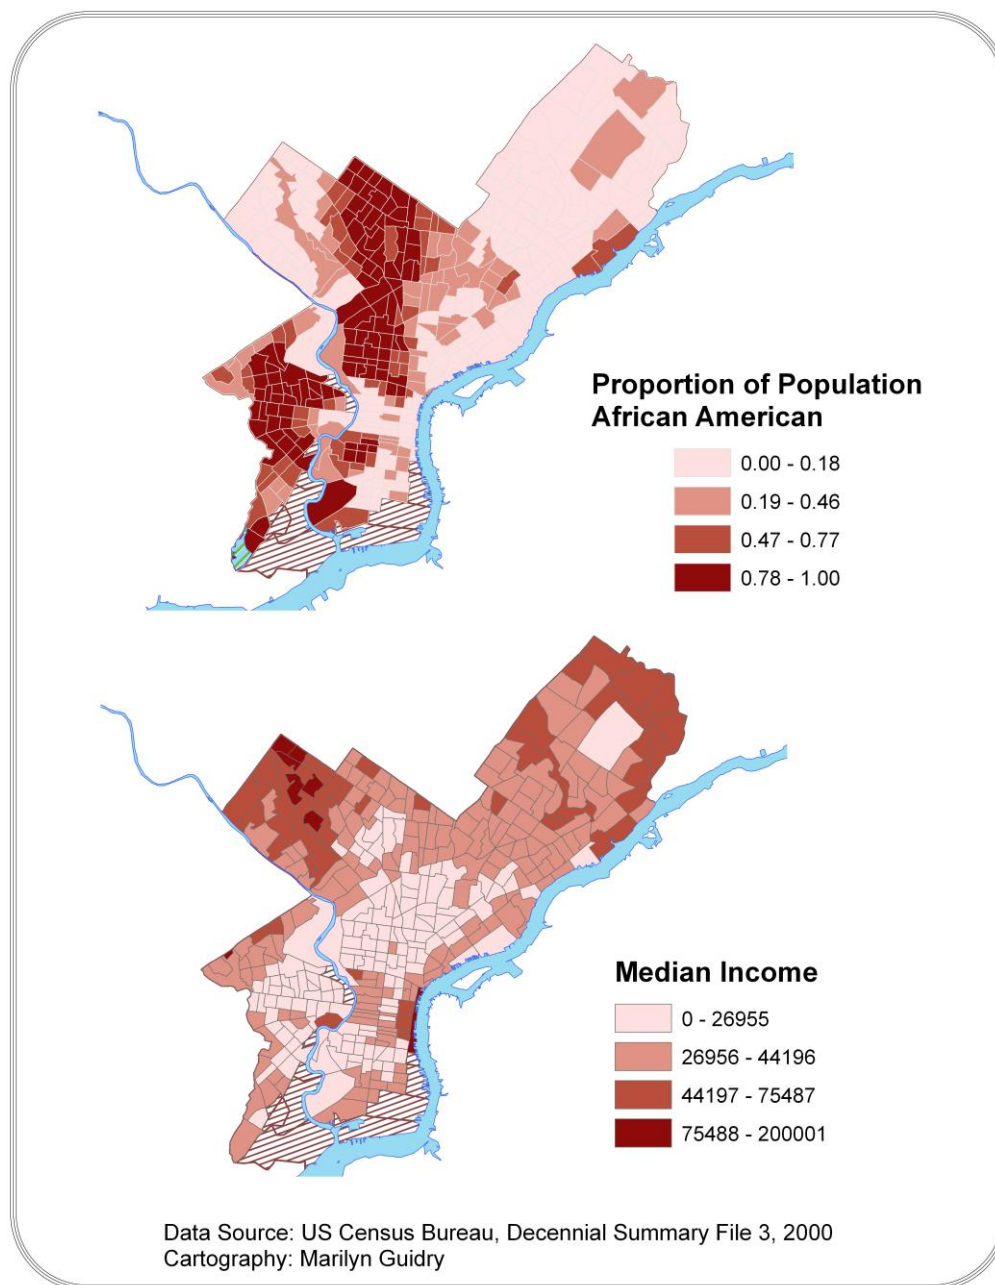 Proportion of Population
African American
0.00 - 0.18
0.19 - 0.46
0.47 - 0.77
0.78 - 1.00
Median Income
0 - 26955
26956 - 44196
44197 - 75487
75488 - 200001
Data Source: US Census Bureau, Decennial Summary File 3, 2000
Cartography: Marilyn Guidry